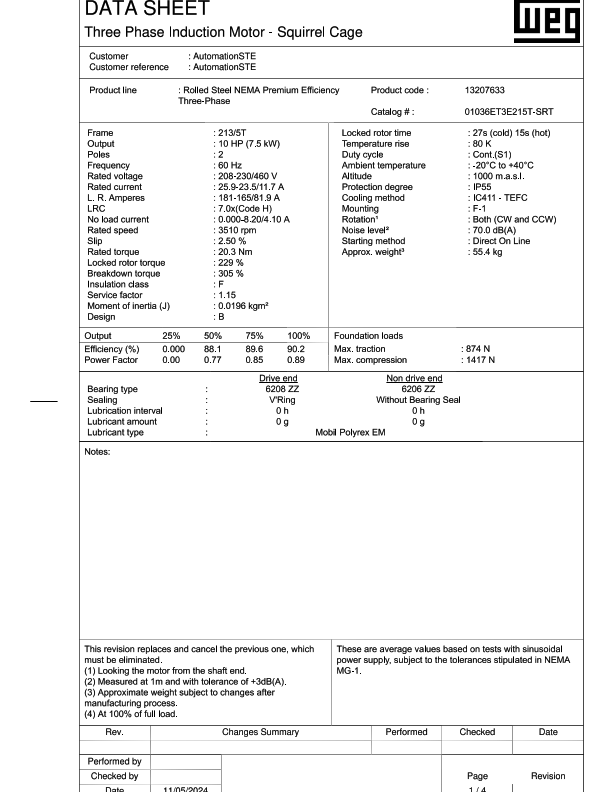 DATA SHEET
Three Phase Induction Motor - Squirrel Cage
WEG
Customer : AutomationSTE
Customer reference : AutomationSTE
Product line : Rolled Steel NEMA Premium Efficiency Three-Phase
Product code : 13207633
Catalog # : 01036ET3E215T-SRT
Frame : 213/5T
Output : 10 HP (7.5 kW)
Poles : 2
Frequency : 60 Hz
Rated voltage : 208-230/460 V
Rated current : 25.9-23.5/11.7 A
L. R. Amperes : 181-165/81.9 A
LRC : 7.0x(Code H)
No load current : 0.000-8.20/4.10 A
Rated speed : 3510 rpm
Slip : 2.50 %
Rated torque : 20.3 Nm
Locked rotor torque : 229 %
Breakdown torque : 305 %
Insulation class : F
Service factor : 1.15
Moment of inertia (J) : 0.0196 kgm²
Design : B
Locked rotor time : 27s (cold) 15s (hot)
Temperature rise : 80 K
Duty cycle : Cont.(S1)
Ambient temperature : -20°C to +40°C
Altitude : 1000 m.a.s.l.
Protection degree : IP55
Cooling method : IC411 - TEFC
Mounting : F-1
Rotation¹ : Both (CW and CCW)
Noise level² : 70.0 dB(A)
Starting method : Direct On Line
Approx. weight³ : 55.4 kg
Output 25% 50% 75% 100%
Efficiency (%) 0.000 88.1 89.6 90.2
Power Factor 0.00 0.77 0.85 0.89
Foundation loads
Max. traction : 874 N
Max. compression : 1417 N
Drive end Non drive end
Bearing type : 6208 ZZ 6206 ZZ
Sealing : V'Ring Without Bearing Seal
Lubrication interval : 0 h 0 h
Lubricant amount : 0 g 0 g
Lubricant type : Mobil Polyrex EM
Notes:
This revision replaces and cancel the previous one, which
must be eliminated.
(1) Looking the motor from the shaft end.
(2) Measured at 1m and with tolerance of +3dB(A).
(3) Approximate weight subject to changes after
manufacturing process.
(4) At 100% of full load.
These are average values based on tests with sinusoidal
power supply, subject to the tolerances stipulated in NEMA
MG-1.
Rev. Changes Summary Performed Checked Date
Performed by
Checked by Page Revision
Date 11/05/2024 1 / 4